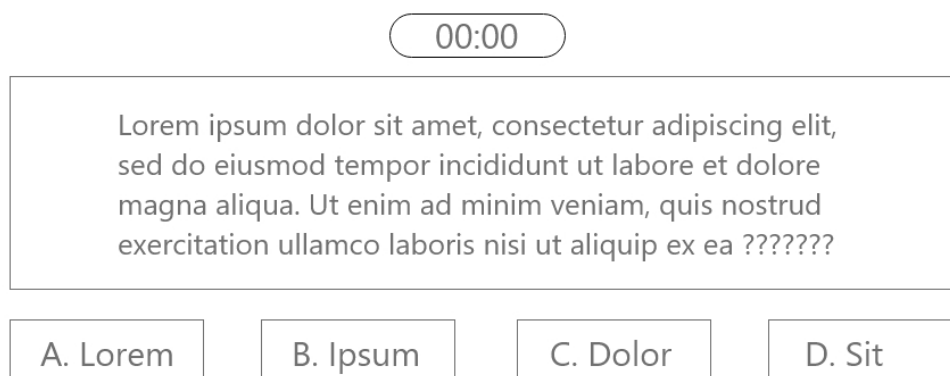 00:00
Lorem ipsum dolor sit amet, consectetur adipiscing elit,
sed do eiusmod tempor incididunt ut labore et dolore
magna aliqua. Ut enim ad minim veniam, quis nostrud
exercitation ullamco laboris nisi ut aliquip ex ea ???????
A. Lorem
B. Ipsum
C. Dolor
D. Sit